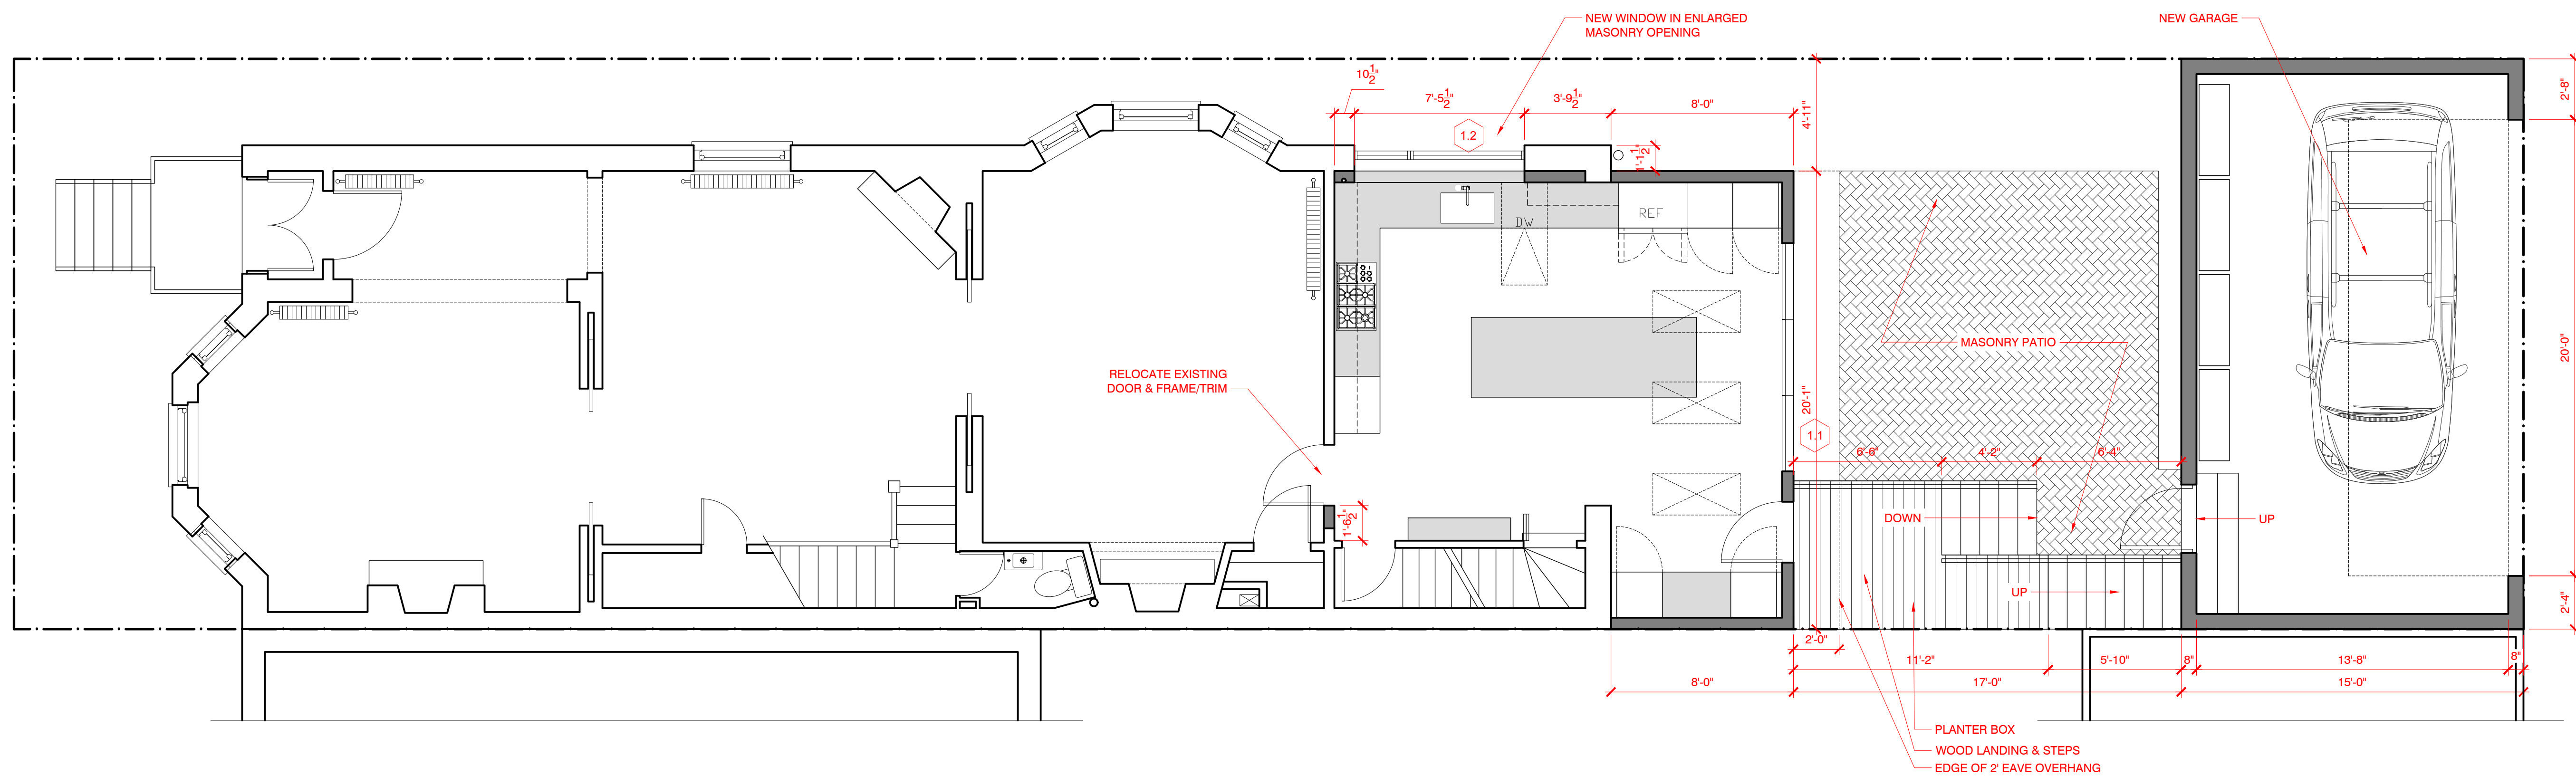 NEW WINDOW IN ENLARGED
MASONRY OPENING
NEW GARAGE
10 1/2"
7'-5 1/2"
3'-9 1/2"
8'-0"
4'-11"
2'-8"
1.2
1'-1 1/2"
REF
DW
MASONRY PATIO
20'-0"
RELOCATE EXISTING
DOOR & FRAME/TRIM
20'-1"
1.1
6'-6"
4'-2"
6'-4"
1'-6 1/2"
DOWN
UP
UP
2'-4"
2'-0"
11'-2"
5'-10"
8"
13'-8"
8"
8'-0"
17'-0"
15'-0"
PLANTER BOX
WOOD LANDING & STEPS
EDGE OF 2' EAVE OVERHANG